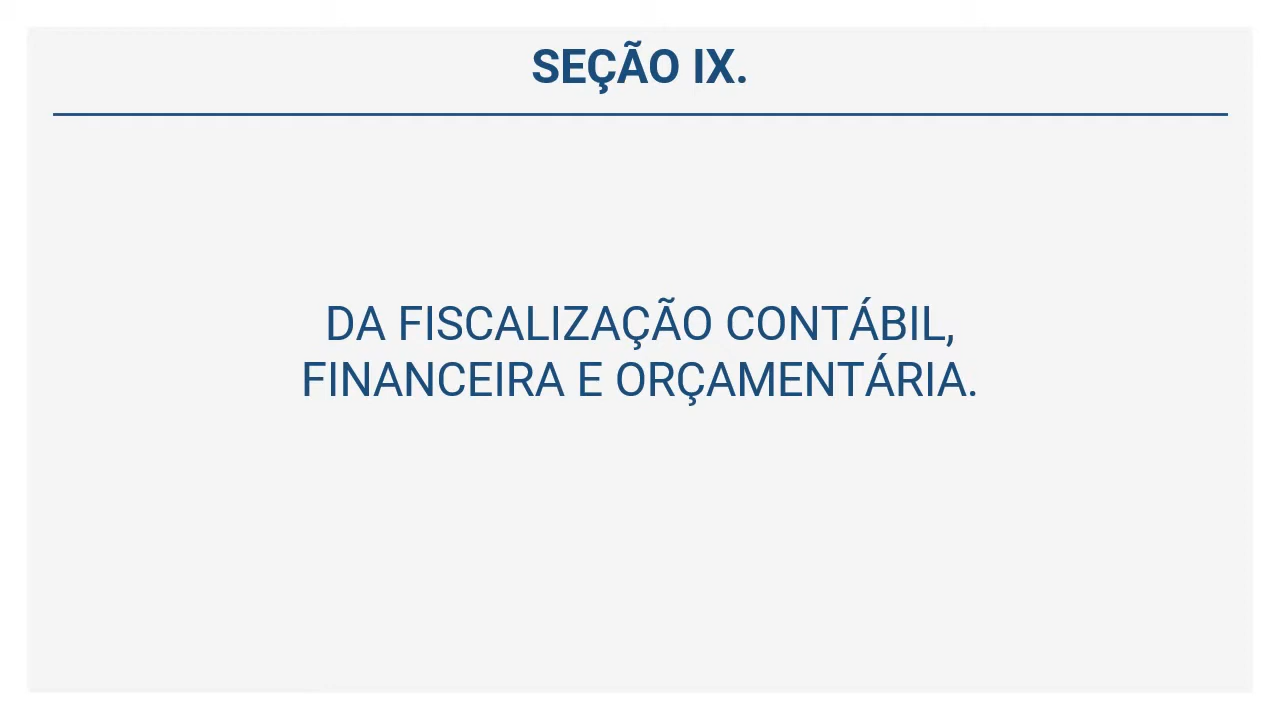 SEÇÃO IX.
DA FISCALIZAÇÃO CONTÁBIL,
FINANCEIRA E ORÇAMENTÁRIA.